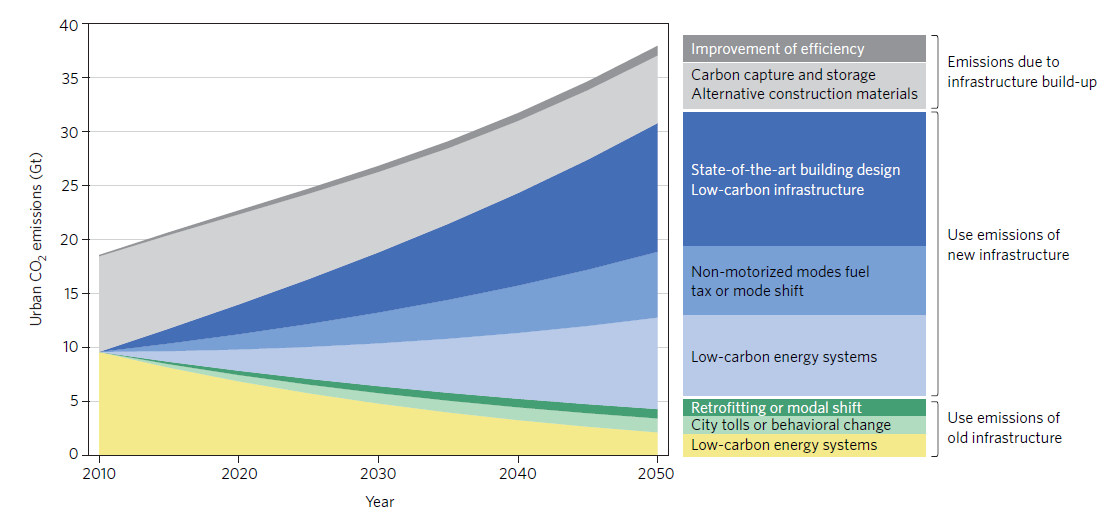 40
35
30
25
20
15
10
5
0
Urban CO2 emissions (Gt)
2010
2020
2030
2040
2050
Year
Improvement of efficiency
Carbon capture and storage
Alternative construction materials
Emissions due to
infrastructure build-up
State-of-the-art building design
Low-carbon infrastructure
Non-motorized modes fuel
tax or mode shift
Low-carbon energy systems
Use emissions of
new infrastructure
Retrofitting or modal shift
City tolls or behavioral change
Low-carbon energy systems
Use emissions of
old infrastructure